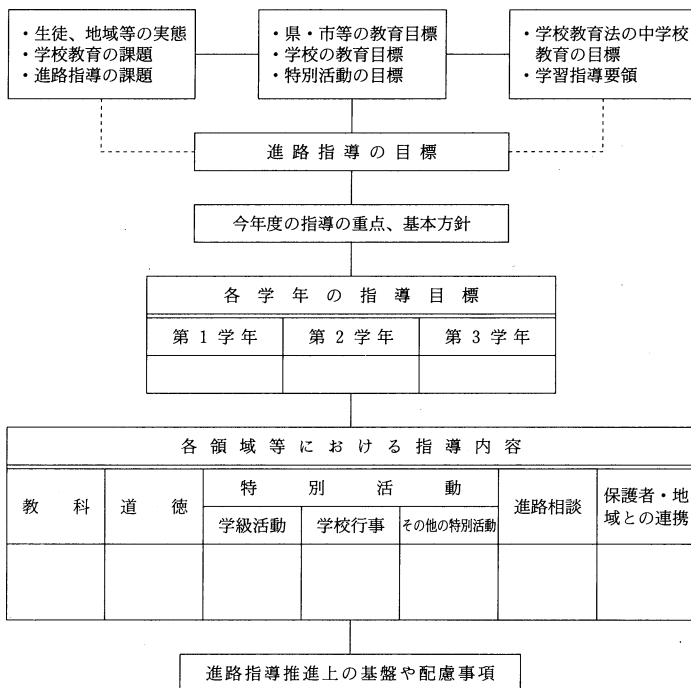 ・生徒、地域等の実態
・学校教育の課題
・進路指導の課題
・県・市等の教育目標
・学校の教育目標
・特別活動の目標
・学校教育法の中学校
教育の目標
・学習指導要領
進路指導の目標
今年度の指導の重点、基本方針
各学年の指導目標
第1学年 第2学年 第3学年
各領域等における指導内容
教科 道徳 特別活動 進路相談 保護者・地
域との連携
学級活動 学校行事 その他の特別活動
進路指導推進上の基盤や配慮事項